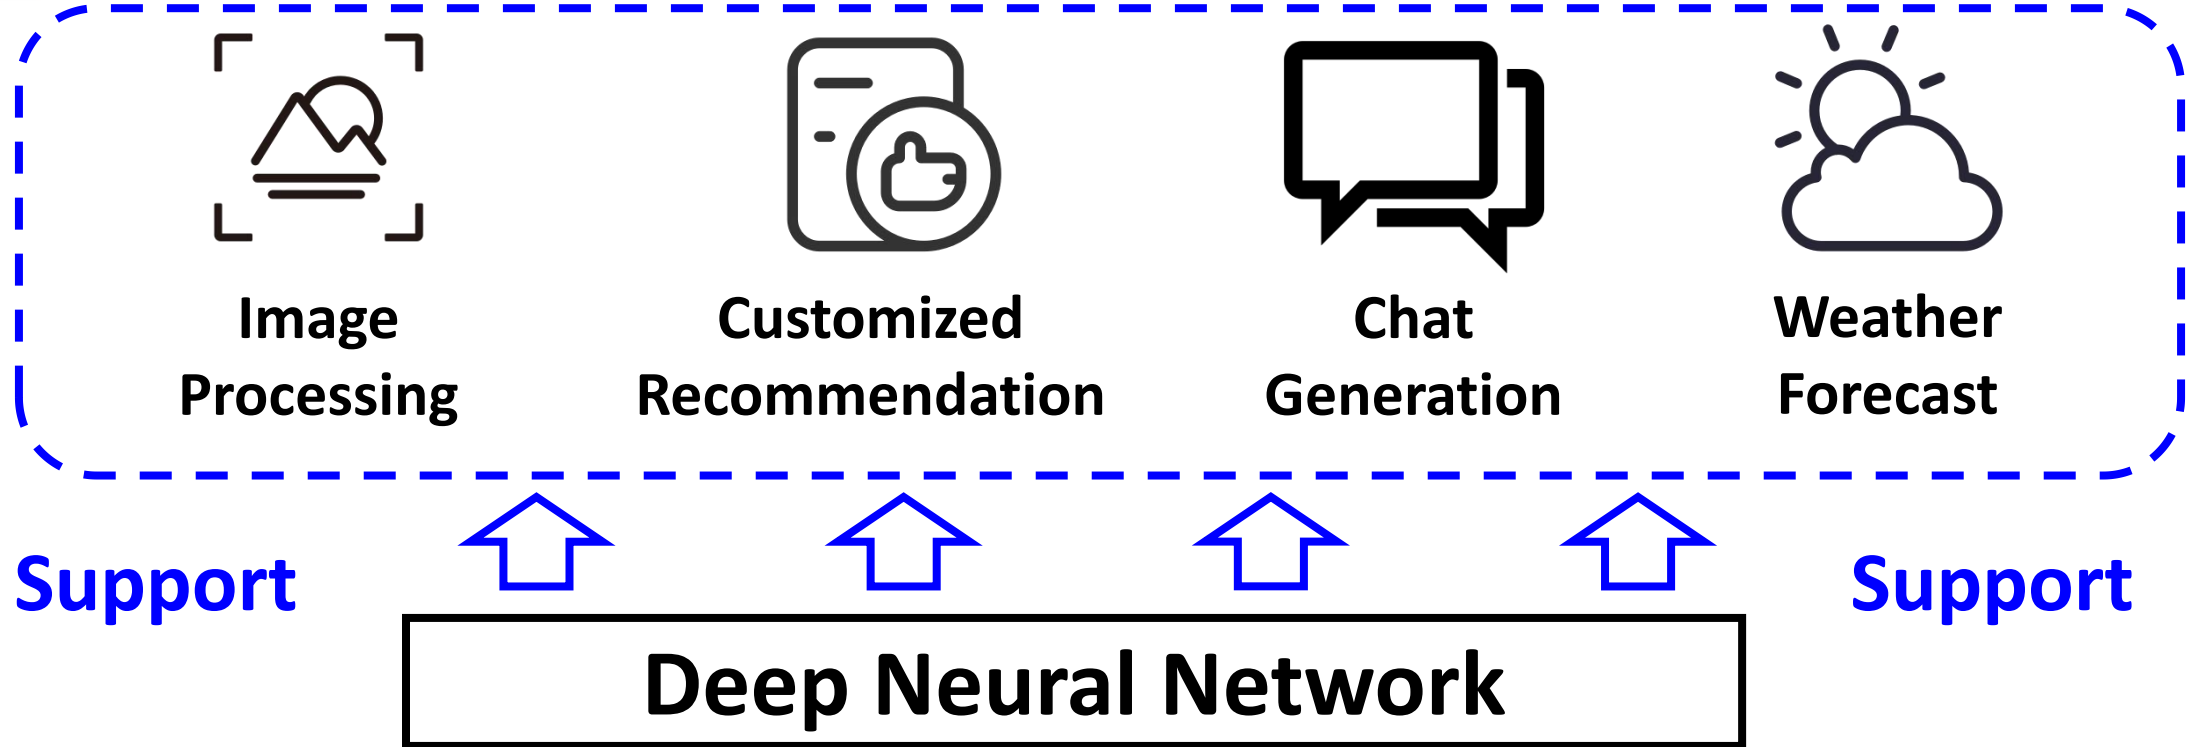 Image
Processing
Customized
Recommendation
Chat
Generation
Weather
Forecast
Support
Support
Deep Neural Network